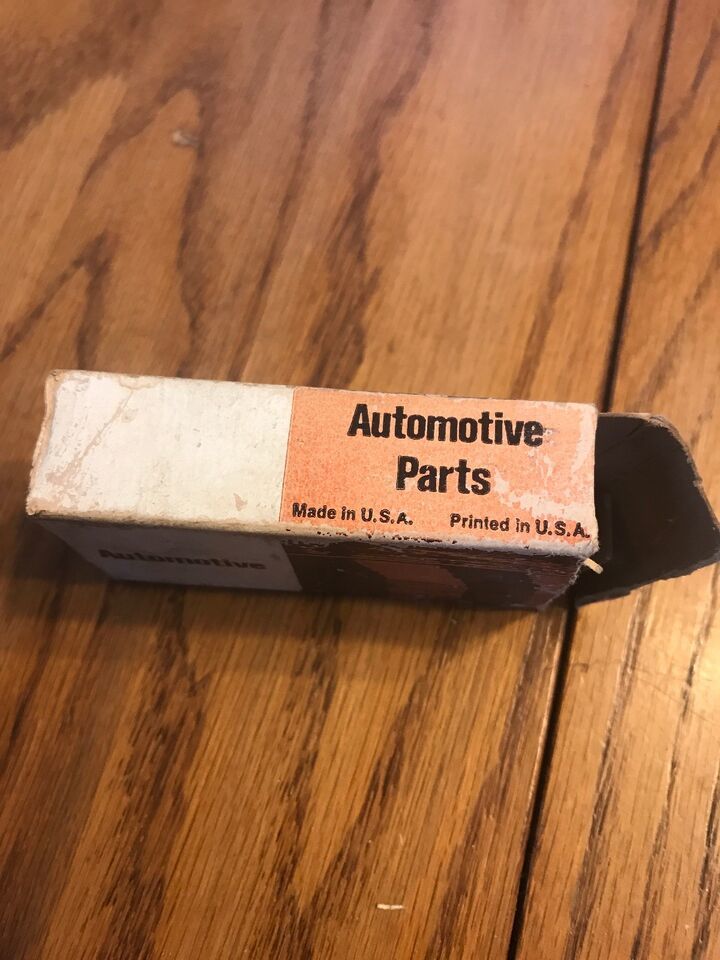 Automotive
Parts
Made in U.S.A. Printed in U.S.A.
Automotive